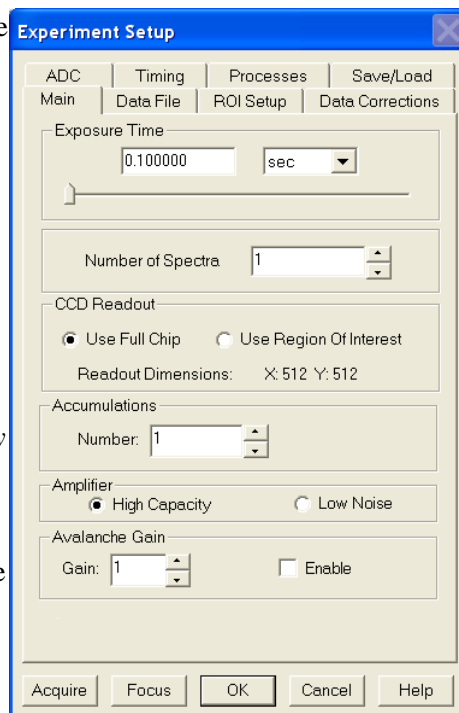 Experiment Setup
ADC Timing Processes Save/Load
Main Data File ROI Setup Data Corrections
Exposure Time
0.100000 sec
Number of Spectra 1
CCD Readout
Use Full Chip Use Region Of Interest
Readout Dimensions: X: 512 Y: 512
Accumulations
Number: 1
Amplifier
High Capacity Low Noise
Avalanche Gain
Gain: 1 Enable
Acquire Focus OK Cancel Help